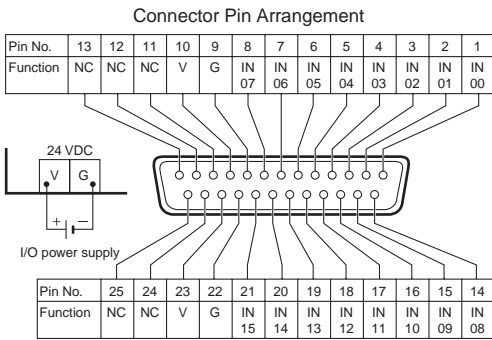 Connector Pin Arrangement
Pin No. 13 12 11 10 9 8 7 6 5 4 3 2 1
Function NC NC NC V G IN 07 IN 06 IN 05 IN 04 IN 03 IN 02 IN 01 IN 00
24 VDC
V G
+ −
I/O power supply
Pin No. 25 24 23 22 21 20 19 18 17 16 15 14
Function NC NC V G IN 15 IN 14 IN 13 IN 12 IN 11 IN 10 IN 09 IN 08